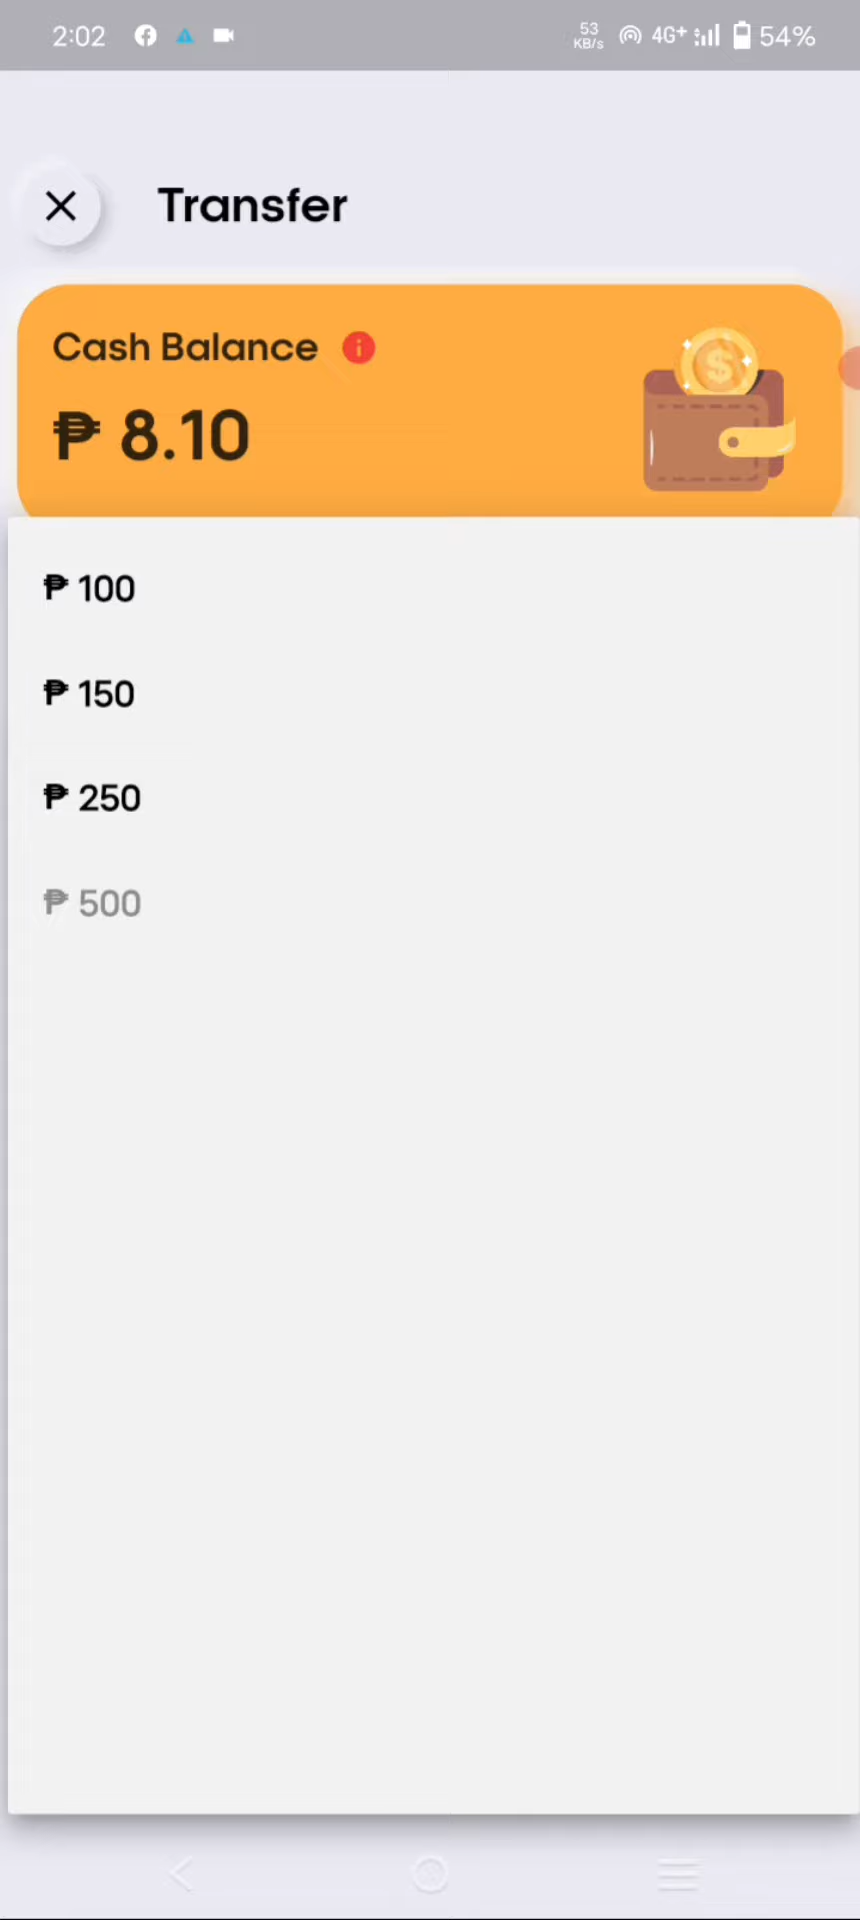 2:02 53 KB/s 4G+ 54%
Transfer
Cash Balance
₱ 8.10
₱ 100
₱ 150
₱ 250
₱ 500